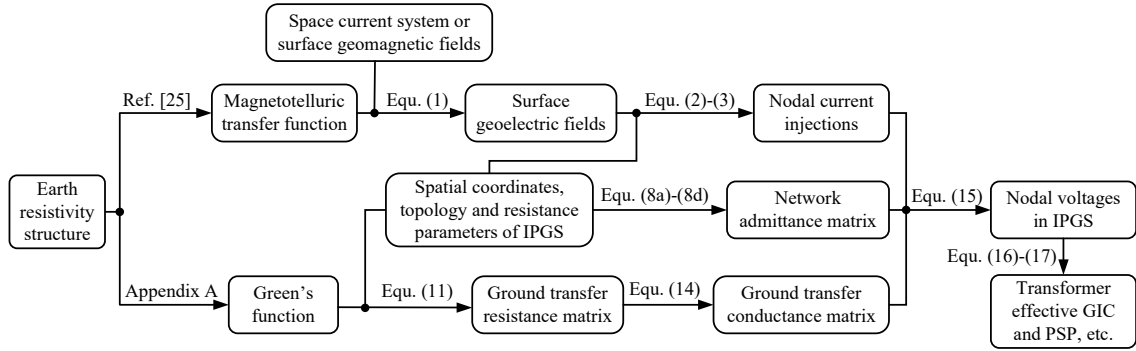 Space current system or
surface geomagnetic fields
Ref. [25]
Magnetotelluric
transfer function
Equ. (1)
Surface
geoelectric fields
Equ. (2)-(3)
Nodal current
injections
Earth
resistivity
structure
Spatial coordinates,
topology and resistance
parameters of IPGS
Equ. (8a)-(8d)
Network
admittance matrix
Equ. (15)
Nodal voltages
in IPGS
Equ. (16)-(17)
Appendix A
Green's
function
Equ. (11)
Ground transfer
resistance matrix
Equ. (14)
Ground transfer
conductance matrix
Transformer
effective GIC
and PSP, etc.